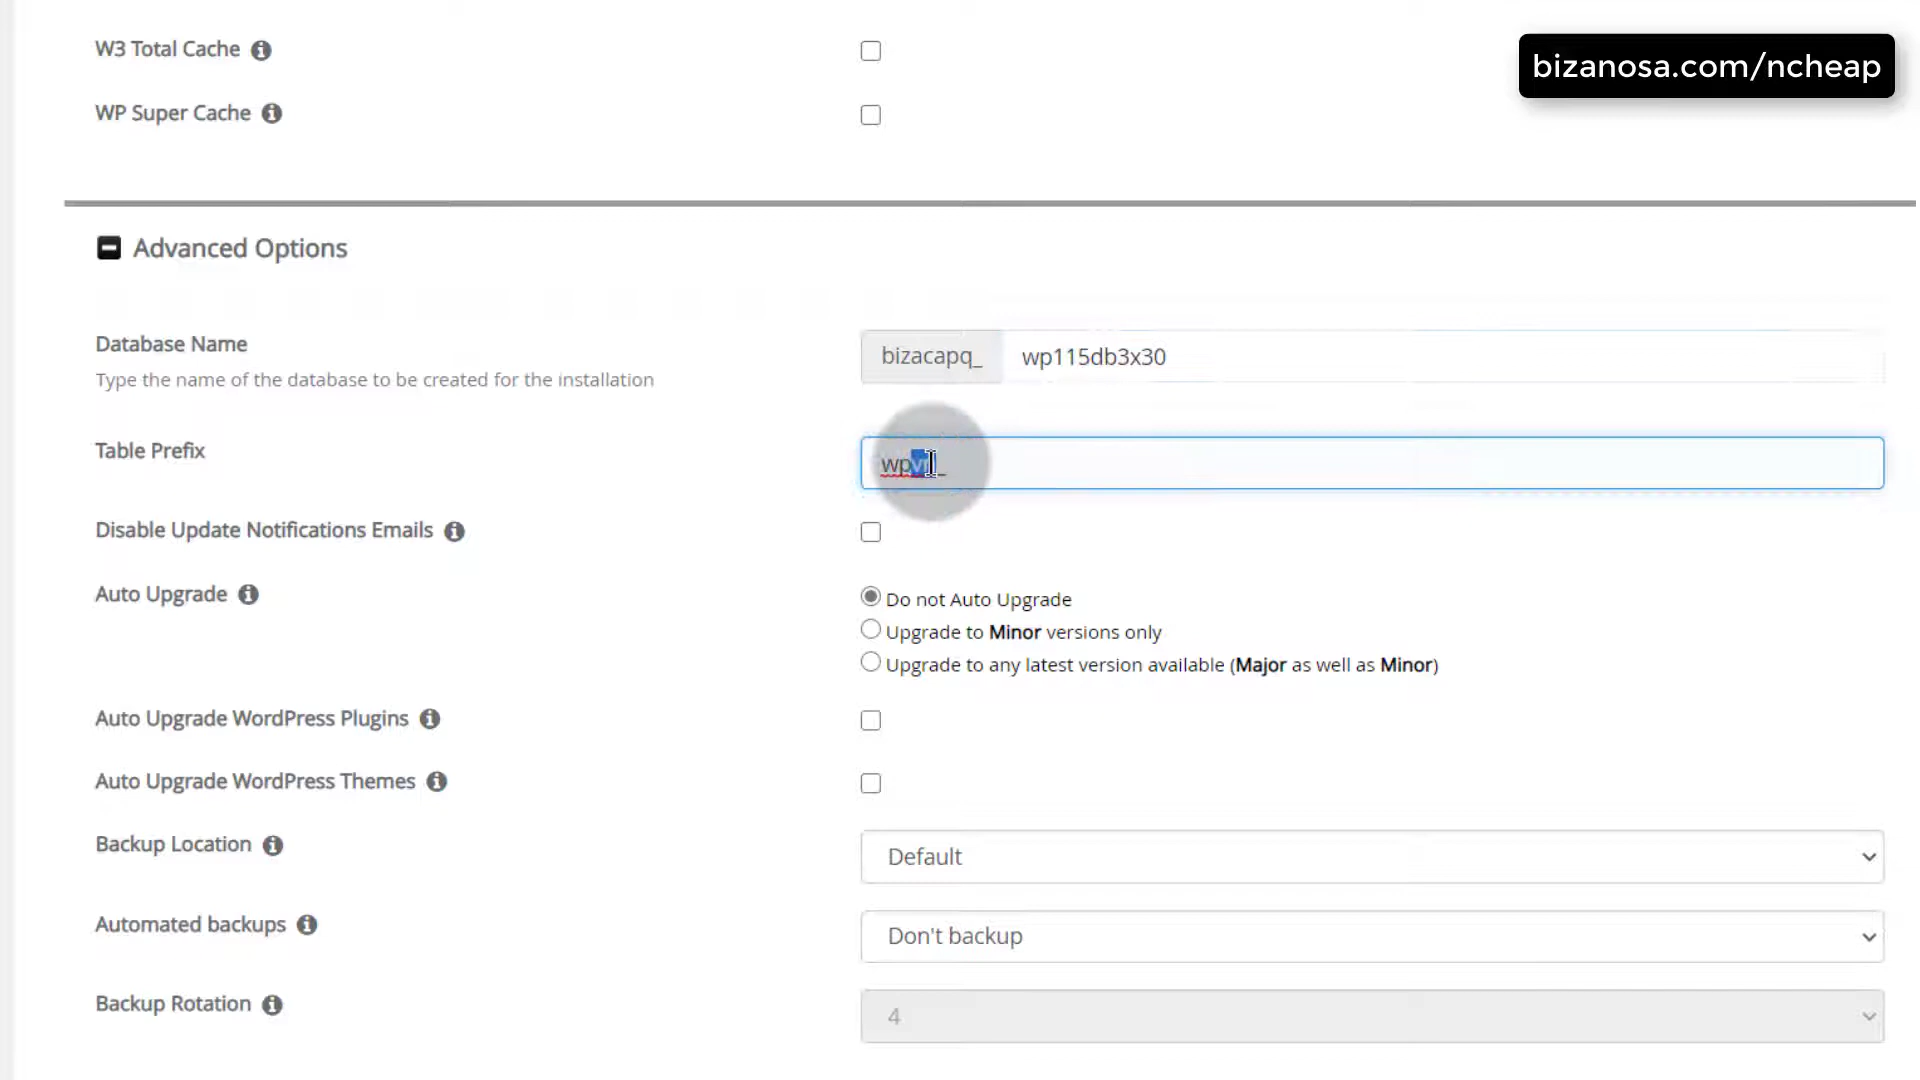 W3 Total Cache
bizanosa.com/ncheap
WP Super Cache
Advanced Options
Database Name
bizacapq_ wp115db3x30
Type the name of the database to be created for the installation
Table Prefix
Disable Update Notifications Emails
Auto Upgrade
Do not Auto Upgrade
Upgrade to Minor versions only
Upgrade to any latest version available (Major as well as Minor)
Auto Upgrade WordPress Plugins
Auto Upgrade WordPress Themes
Backup Location
Default
Automated backups
Don't backup
Backup Rotation
4